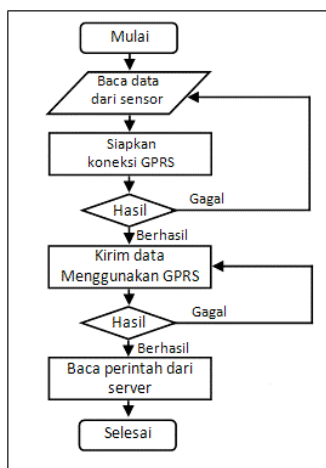 Mulai
Baca data
dari sensor
Siapkan
koneksi GPRS
Hasil
Gagal
Berhasil
Kirim data
Menggunakan GPRS
Hasil
Gagal
Berhasil
Baca perintah dari
server
Selesai